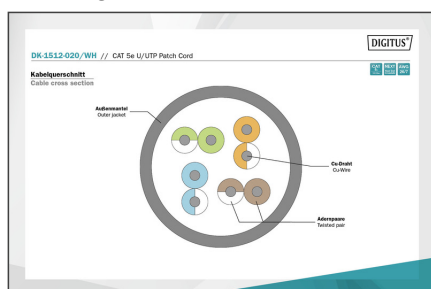 DIGITUS®
DK-1512-020/WH // CAT 5e U/UTP Patch Cord
Kabelquerschnitt
Cable cross section
Außenmantel
Outer jacket
Cu-Draht
Cu-Wire
Adernpaare
Twisted pair